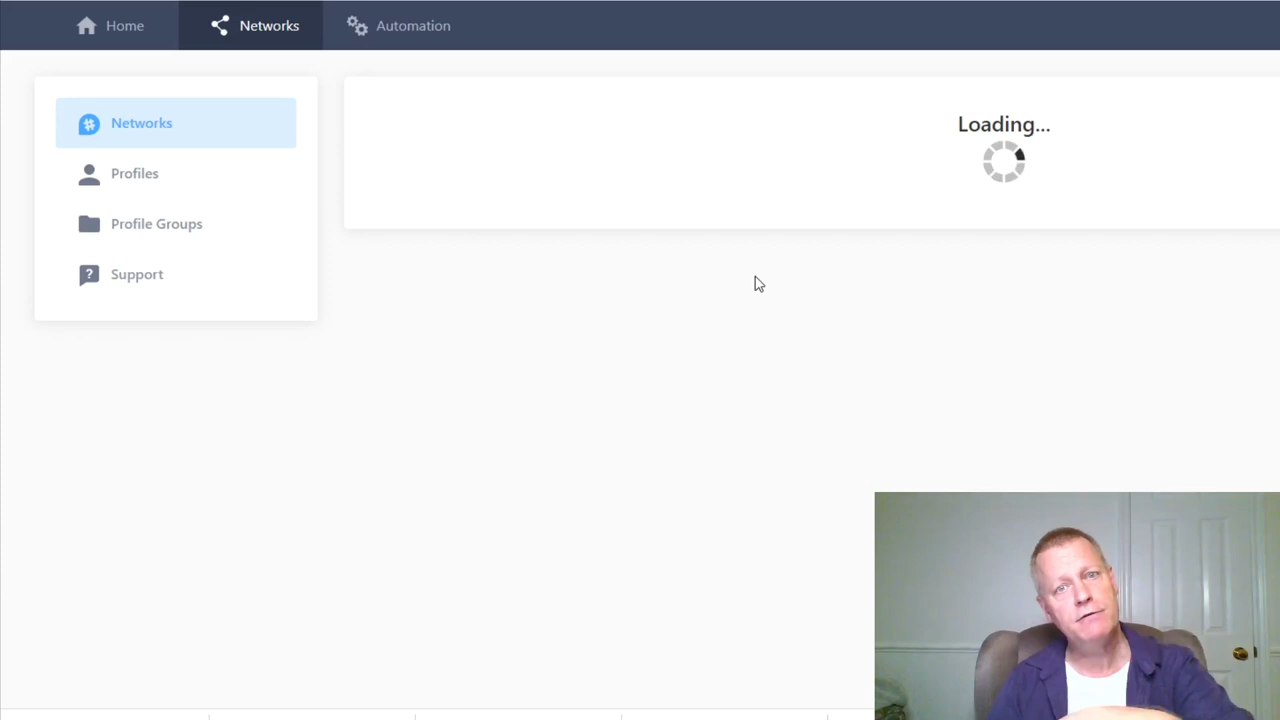 Home
Networks
Automation
Networks
Profiles
Profile Groups
Support
Loading...